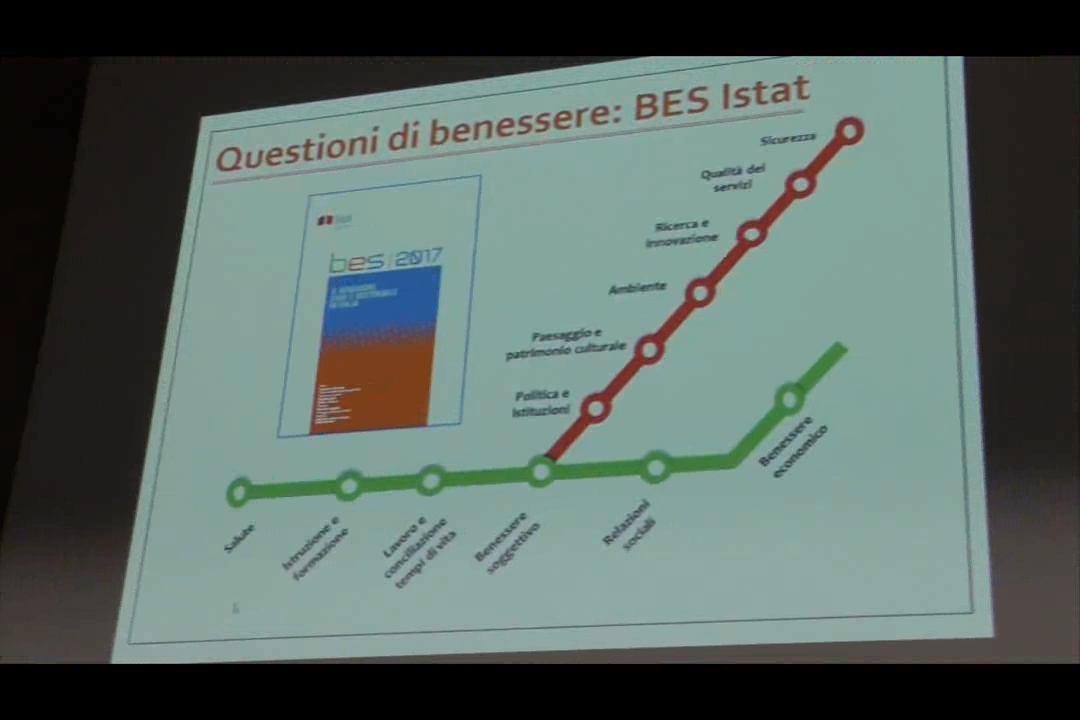 Questioni di benessere: BES Istat
bes 2017
Sicurezza
Qualità dei
servizi
Ricerca e
innovazione
Ambiente
Paesaggio e
patrimonio culturale
Politica e
istituzioni
Salute
Istruzione e
formazione
Lavoro e
conciliazione
tempi di vita
Benessere
soggettivo
Relazioni
sociali
Benessere
economico